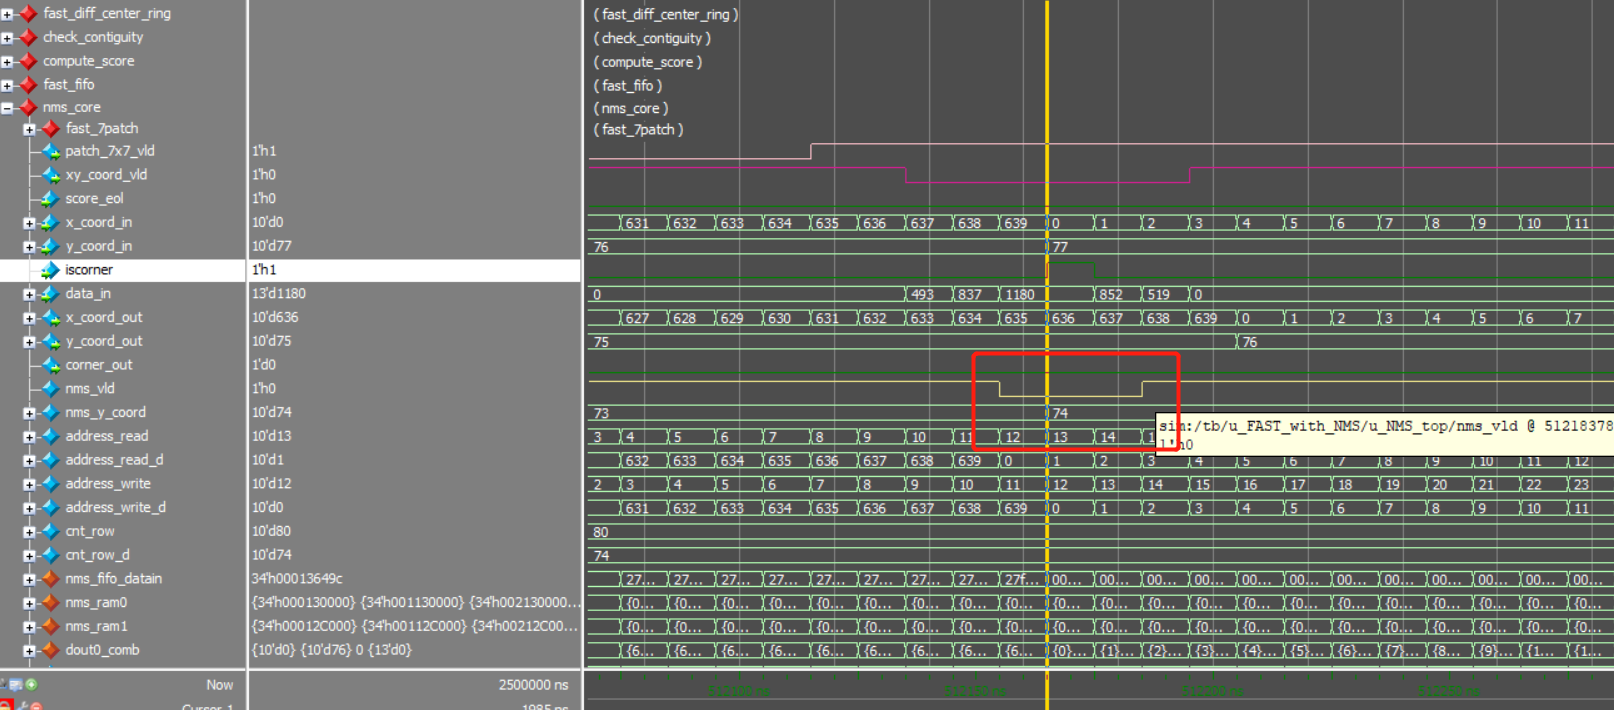 fast_diff_center_ring ( fast_diff_center_ring )
check_contiguity ( check_contiguity )
compute_score ( compute_score )
fast_fifo ( fast_fifo )
nms_core ( nms_core )
fast_7patch ( fast_7patch )
patch_7x7_vld 1'h1
xy_coord_vld 1'h0
score_eol 1'h0
x_coord_in 10'd0 631 632 633 634 635 636 637 638 639 0 1 2 3 4 5 6 7 8 9 10 11
y_coord_in 10'd77 76 77
iscorner 1'h1
data_in 13'd1180 0 493 837 1180 852 519 0
x_coord_out 10'd636 627 628 629 630 631 632 633 634 635 636 637 638 639 0 1 2 3 4 5 6 7
y_coord_out 10'd75 75 76
corner_out 1'd0
nms_vld 1'h0
nms_y_coord 10'd74 73 74
sim:/tb/u_FAST_with_NMS/u_NMS_top/nms_vld @ 51218378
address_read 10'd13 3 4 5 6 7 8 9 10 11 12 13 14
1'h0
address_read_d 10'd1 632 633 634 635 636 637 638 639 0 1 2 3 4 5 6 7 8 9 10 11 12
address_write 10'd12 2 3 4 5 6 7 8 9 10 11 12 13 14 15 16 17 18 19 20 21 22 23
address_write_d 10'd0 631 632 633 634 635 636 637 638 639 0 1 2 3 4 5 6 7 8 9 10 11
cnt_row 10'd80 80
cnt_row_d 10'd74 74
nms_fifo_datain 34'h00013649c 27... 27... 27... 27... 27... 27... 27... 27... 27f... 00... 00... 00... 00... 00... 00... 00... 00... 00... 00... 00... 00...
nms_ram0 {34'h000130000} {34'h001130000} {34'h002130000... {0... {0... {0... {0... {0... {0... {0... {0... {0... {0... {0... {0... {0... {0... {0... {0... {0... {0... {0... {0... {0...
nms_ram1 {34'h00012C000} {34'h00112C000} {34'h00212C00... {0... {0... {0... {0... {0... {0... {0... {0... {0... {0... {0... {0... {0... {0... {0... {0... {0... {0... {0... {0... {0...
dout0_comb {10'd0} {10'd76} 0 {13'd0} {6... {6... {6... {6... {6... {6... {6... {6... {6... {0}... {1}... {2}... {3}... {4}... {5}... {6}... {7}... {8... {9}... {1... {1...
Now 2500000 ns
Cursor 1 1985 ns